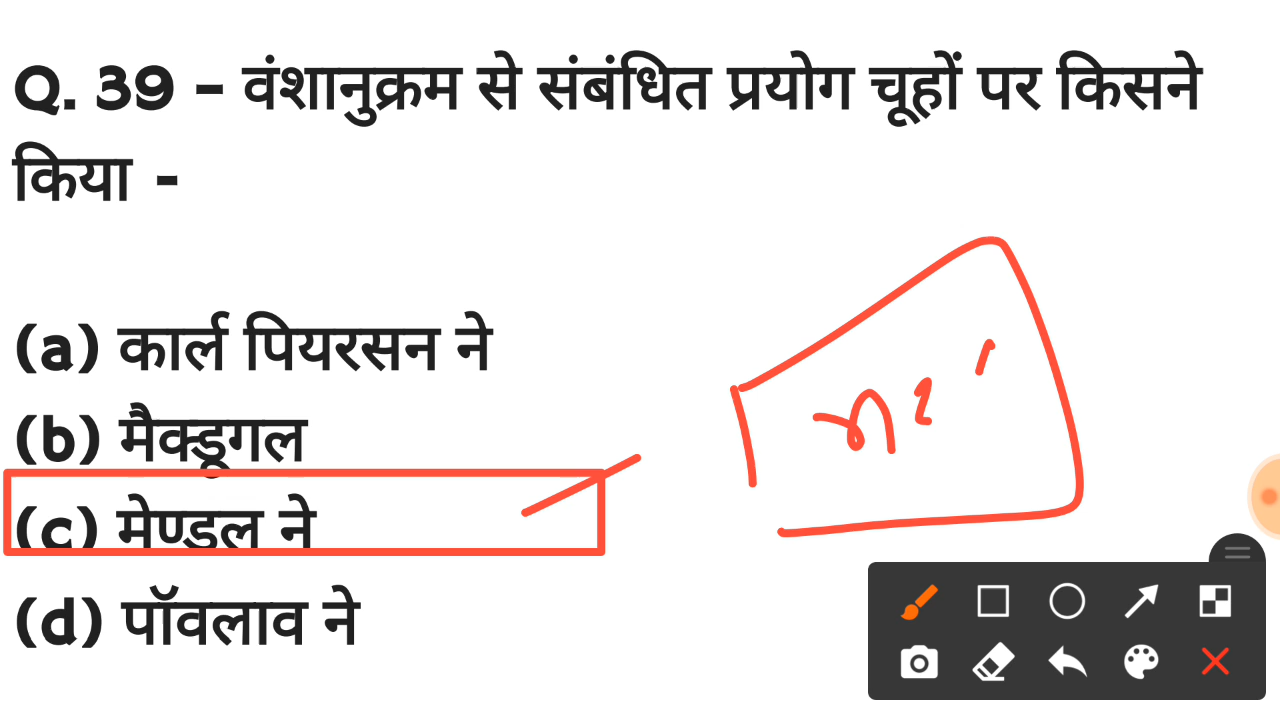 Q. 39 - वंशानुक्रम से संबंधित प्रयोग चूहों पर किसने
किया -
(a) कार्ल पियरसन ने
(b) मैक्डूगल
(c) मेण्डल ने
(d) पॉवलाव ने